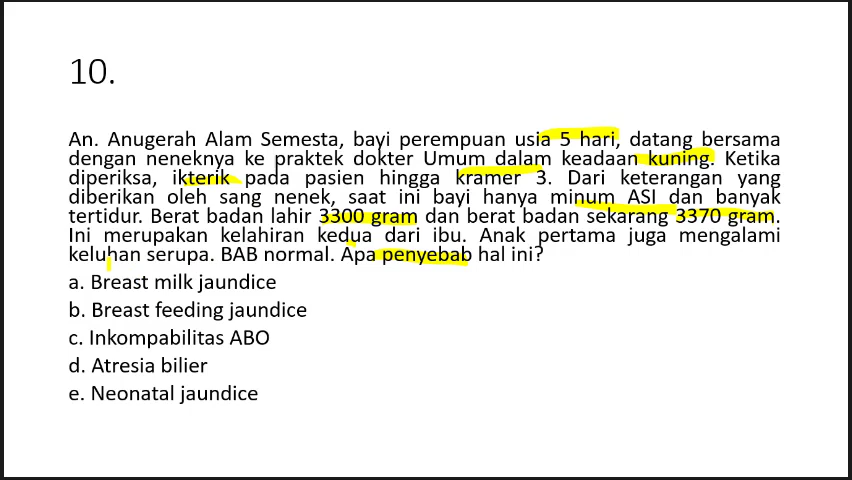 10.
An. Anugerah Alam Semesta, bayi perempuan usia 5 hari, datang bersama
dengan neneknya ke praktek dokter Umum dalam keadaan kuning. Ketika
diperiksa, ikterik pada pasien hingga kramer 3. Dari keterangan yang
diberikan oleh sang nenek, saat ini bayi hanya minum ASI dan banyak
tertidur. Berat badan lahir 3300 gram dan berat badan sekarang 3370 gram.
Ini merupakan kelahiran kedua dari ibu. Anak pertama juga mengalami
keluhan serupa. BAB normal. Apa penyebab hal ini?
a. Breast milk jaundice
b. Breast feeding jaundice
c. Inkompabilitas ABO
d. Atresia bilier
e. Neonatal jaundice